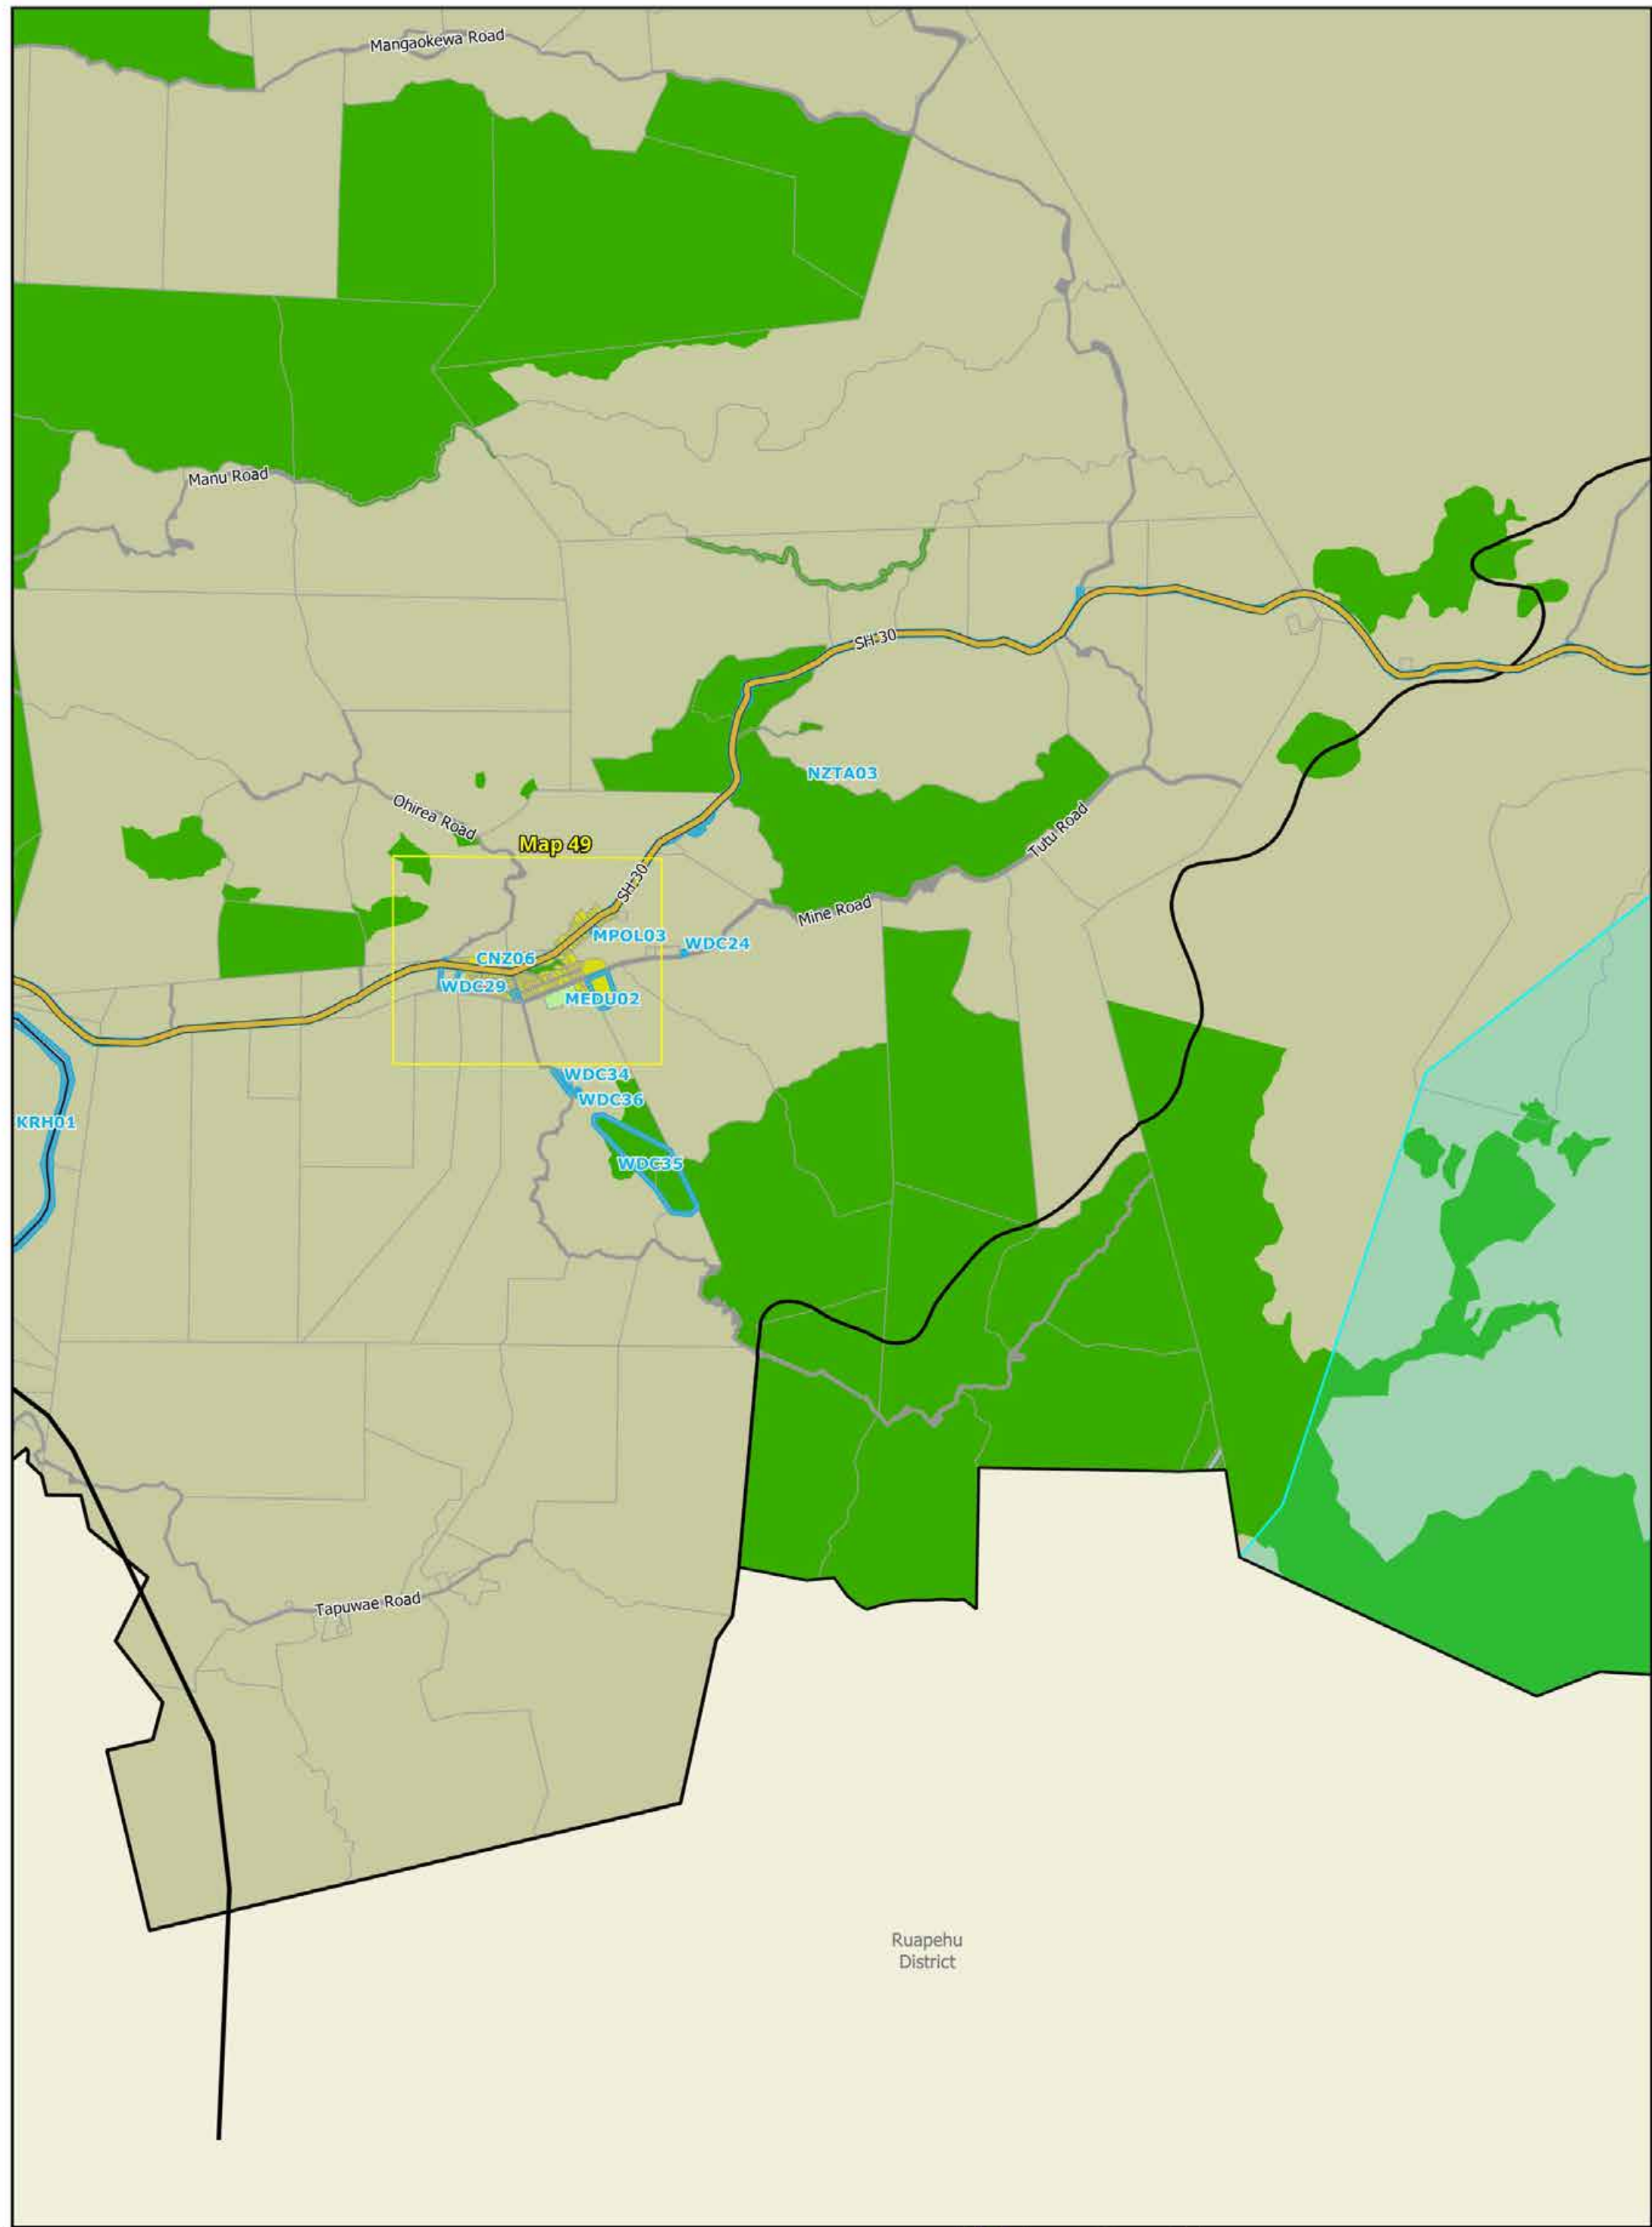 Mangaokewa Road
Manu Road
SH 30
NZTA03
Ohirea Road
Tutu Road
Map 49
SH 30
Mine Road
MPOL03
WDC24
CNZ06
WDC29
MEDU02
WDC34
WDC36
KRH01
WDC35
Tapuwae Road
Ruapehu
District